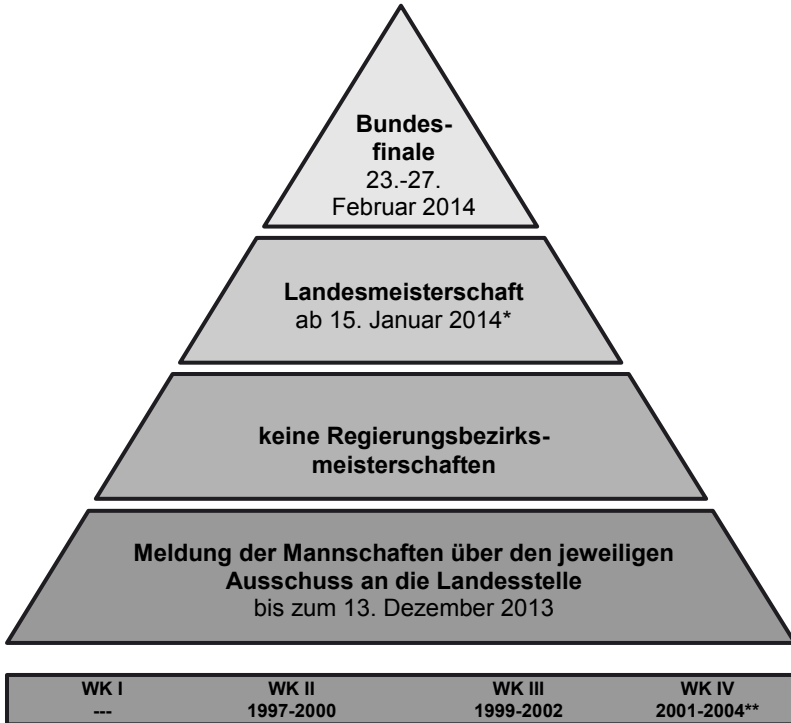 Bundes-
finale
23.-27.
Februar 2014
Landesmeisterschaft
ab 15. Januar 2014*
keine Regierungsbezirks-
meisterschaften
Meldung der Mannschaften über den jeweiligen
Ausschuss an die Landesstelle
bis zum 13. Dezember 2013
WK I WK II WK III WK IV
--- 1997-2000 1999-2002 2001-2004**